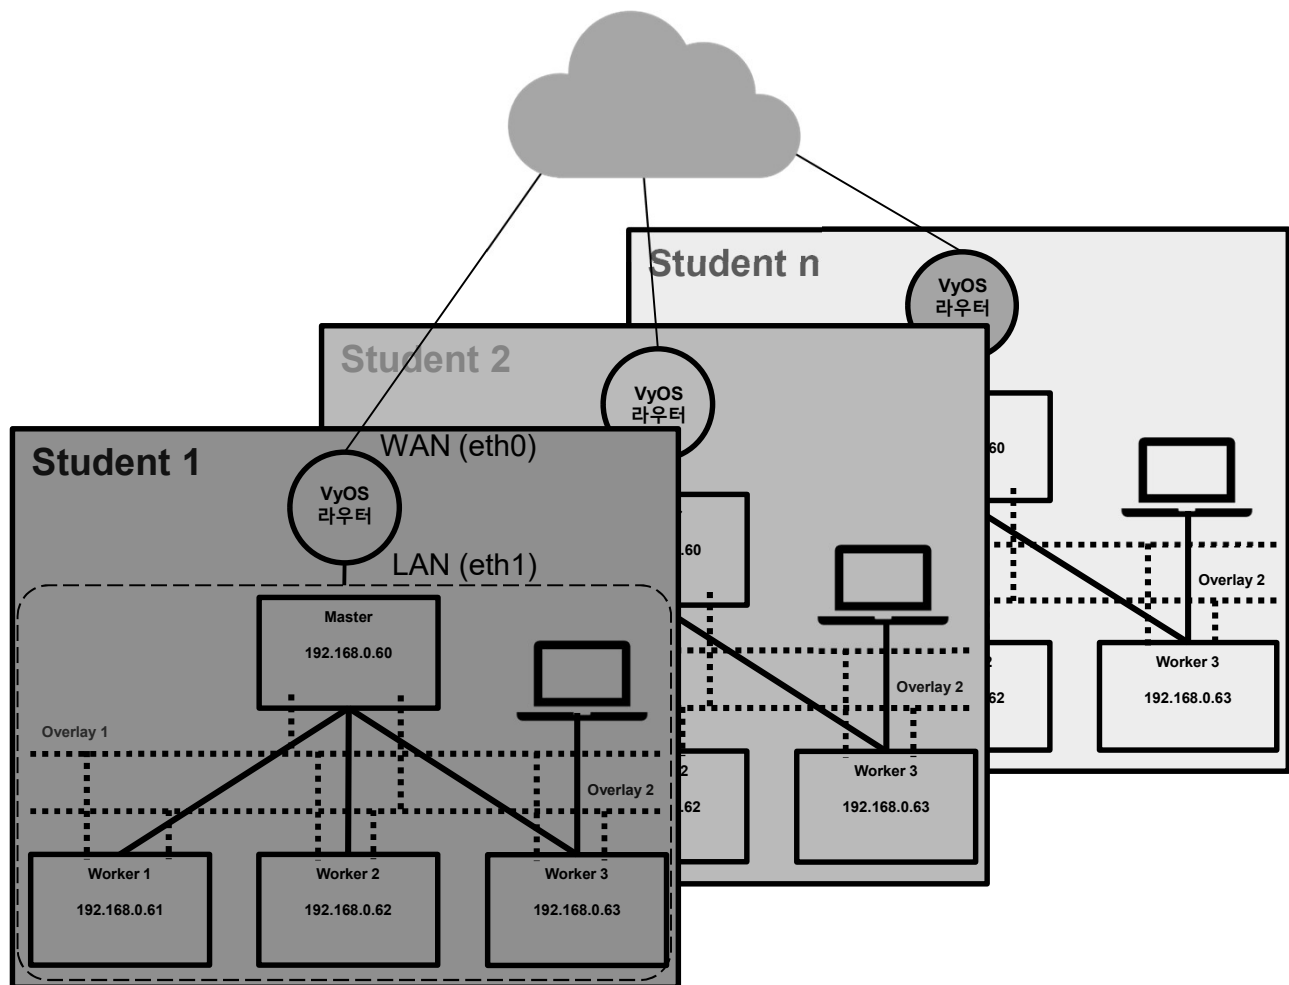 Student n
VyOS
라우터
60
Overlay 2
2
62
Worker 3
192.168.0.63
Student 2
VyOS
라우터
.60
Overlay 2
2
.62
Worker 3
192.168.0.63
Student 1
WAN (eth0)
VyOS
라우터
LAN (eth1)
Master
192.168.0.60
Overlay 1
Overlay 2
Worker 1
192.168.0.61
Worker 2
192.168.0.62
Worker 3
192.168.0.63